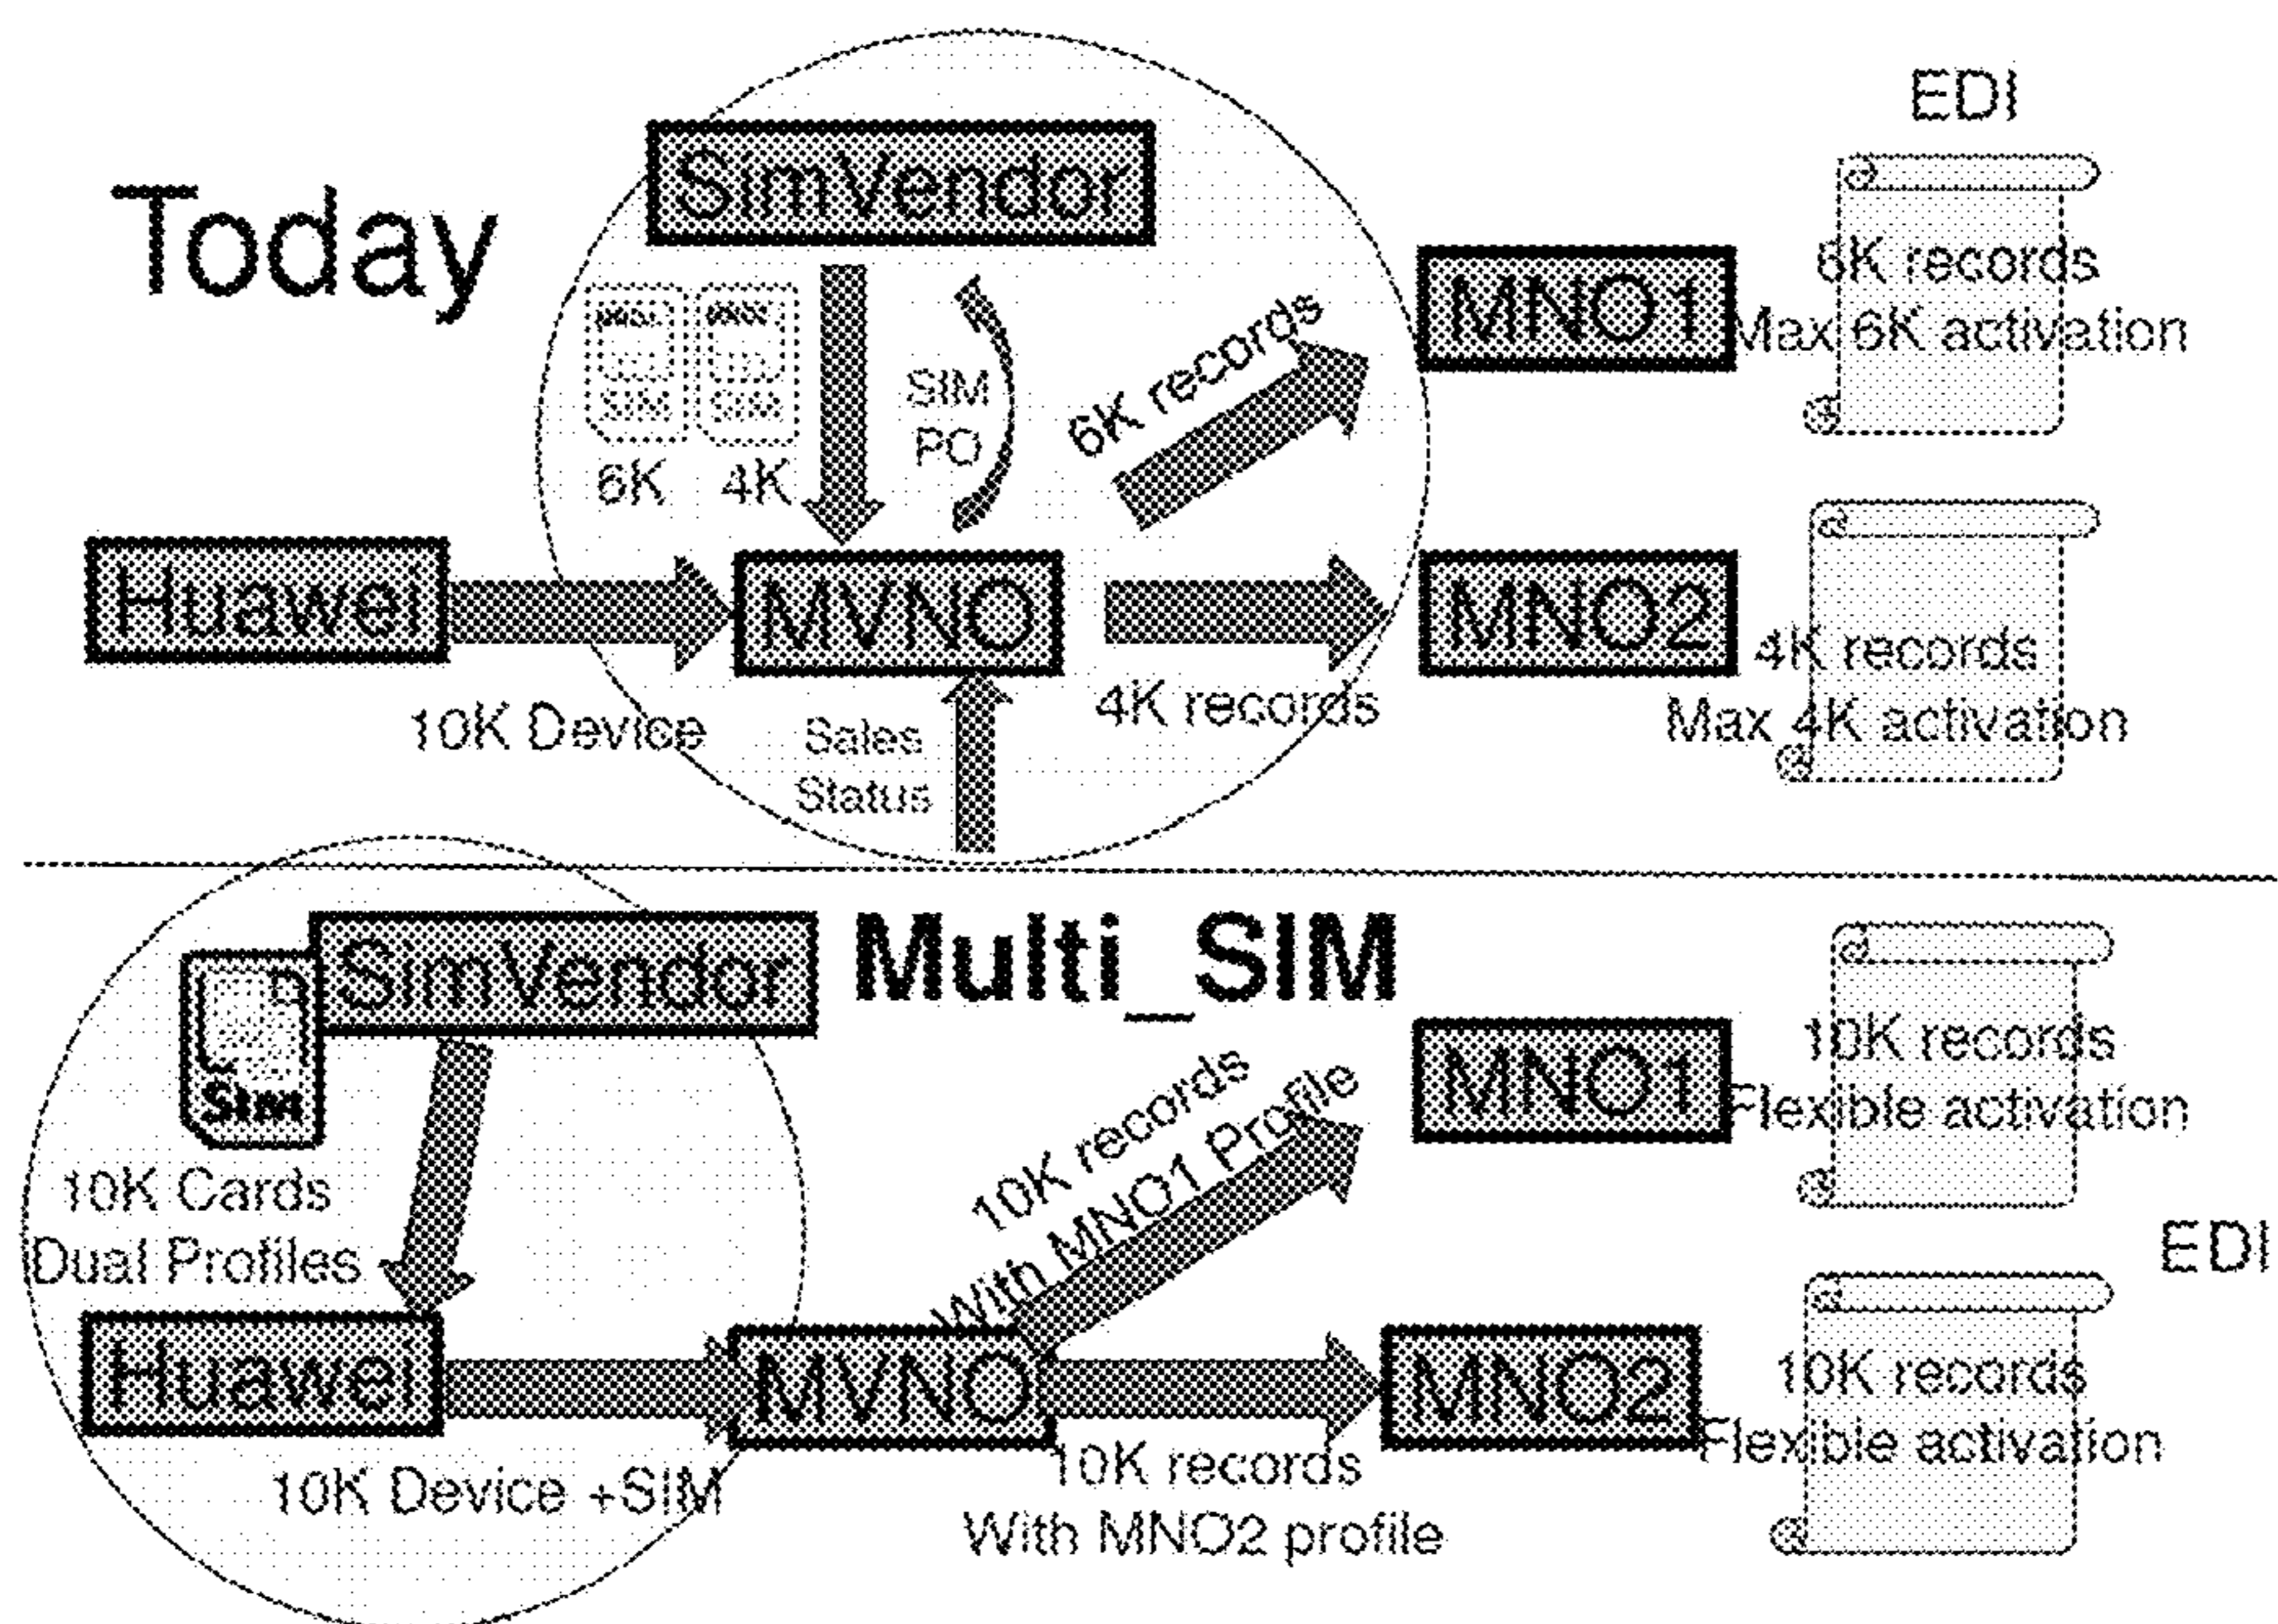 EDI
Today
SimVendor
MNO1
6K records
Max 6K activation
6K records
SIM
SIM
SIM
PO
6K
4K
Huawei
MVNO
MNO2
10K Device
4K records
4K records
Max 4K activation
Sales
Status
SimVendor
Multi_SIM
SIM
10K Cards
Dual Profiles
10K records
With MNO1 Profile
MNO1
10K records
Flexible activation
EDI
Huawei
MVNO
MNO2
10K Device +SIM
10K records
With MNO2 profile
10K records
Flexible activation